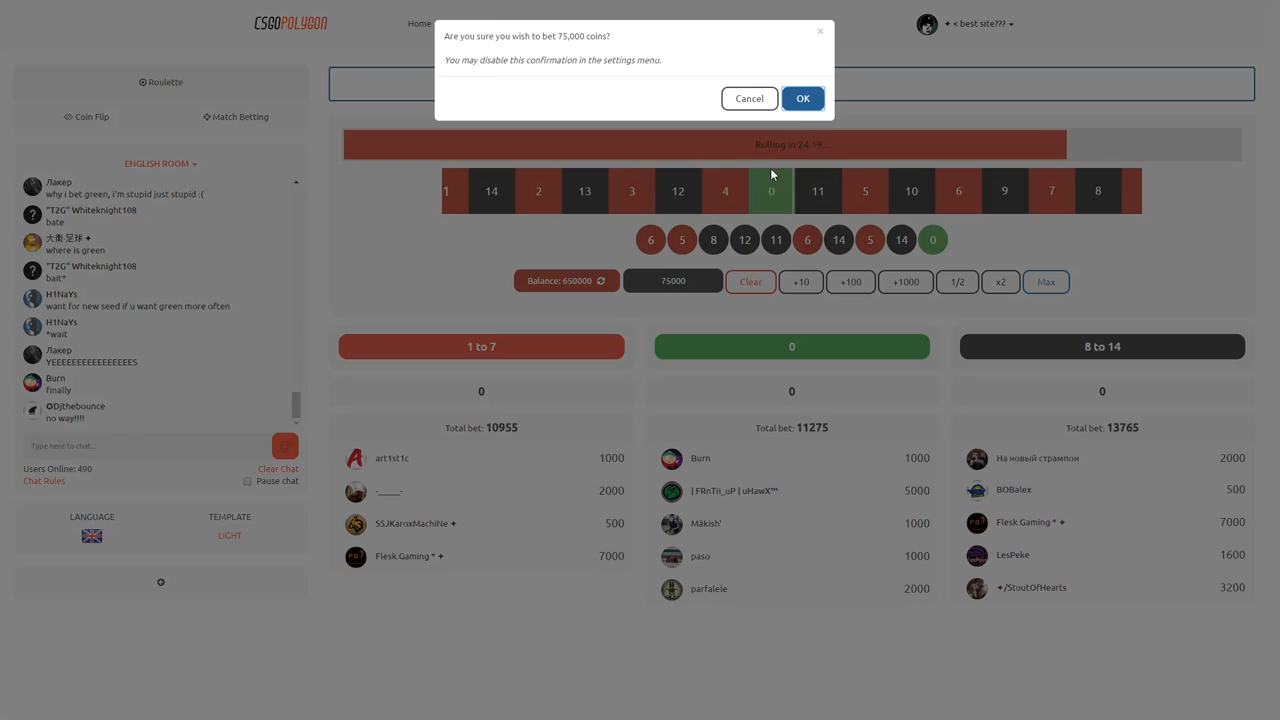 CSGOPOLYGON
Home
✦ < best site???
Are you sure you wish to bet 75,000 coins?
×
You may disable this confirmation in the settings menu.
Cancel
OK
Roulette
Coin Flip
Match Betting
ENGLISH ROOM
Лакер
why i bet green, i'm stupid just stupid :(
"T2G" Whiteknight108
bate
大衛·足球 ✦
where is green
"T2G" Whiteknight108
bait*
H1NaYs
want for new seed if u want green more often
H1NaYs
*wait
Лакер
YEEEEEEEEEEEEEEEES
Burn
finally
✪Djthebounce
no way!!!!
Type here to chat...
Users Online: 490
Clear Chat
Chat Rules
Pause chat
LANGUAGE
TEMPLATE
LIGHT
Rolling in 24.19...
1 14 2 13 3 12 4 0 11 5 10 6 9 7 8
6 5 8 12 11 6 14 5 14 0
Balance: 650000
75000
Clear
+10
+100
+1000
1/2
x2
Max
1 to 7
0
8 to 14
0
0
0
Total bet: 10955
art1st1c 1000
-_____- 2000
SSJKaroxMachiNe ✦ 500
Flesk.Gaming * ✦ 7000
Total bet: 11275
Burn 1000
| FRnTii_uP | uHawX™ 5000
Mäkish' 1000
paso 1000
parfalele 2000
Total bet: 13765
На новый стрампон 2000
BOBalex 500
Flesk.Gaming * ✦ 7000
LesPeke 1600
✦/StoutOfHearts 3200